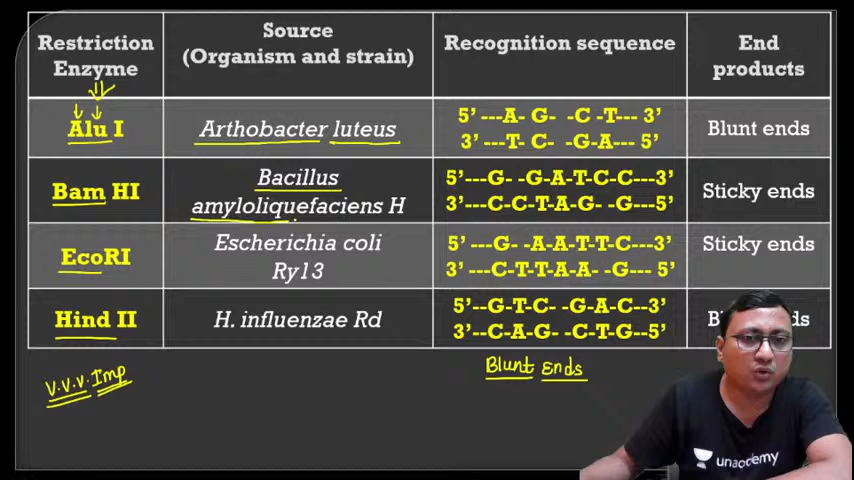 Restriction
Enzyme
Source
(Organism and strain)
Recognition sequence
End
products
Alu I
Arthobacter luteus
5’ ---A- G- -C -T--- 3’
3’ ---T- C- -G-A--- 5’
Blunt ends
Bam HI
Bacillus
amyloliquefaciens H
5’---G- -G-A-T-C-C---3’
3’---C-C-T-A-G- -G---5’
Sticky ends
EcoRI
Escherichia coli
Ry13
5’---G- -A-A-T-T-C---3’
3’ ---C-T-T-A-A- -G--- 5’
Sticky ends
Hind II
H. influenzae Rd
5’--G-T-C- -G-A-C--3’
3’--C-A-G- -C-T-G--5’
V.V.V. Imp
Blunt Ends
unacademy